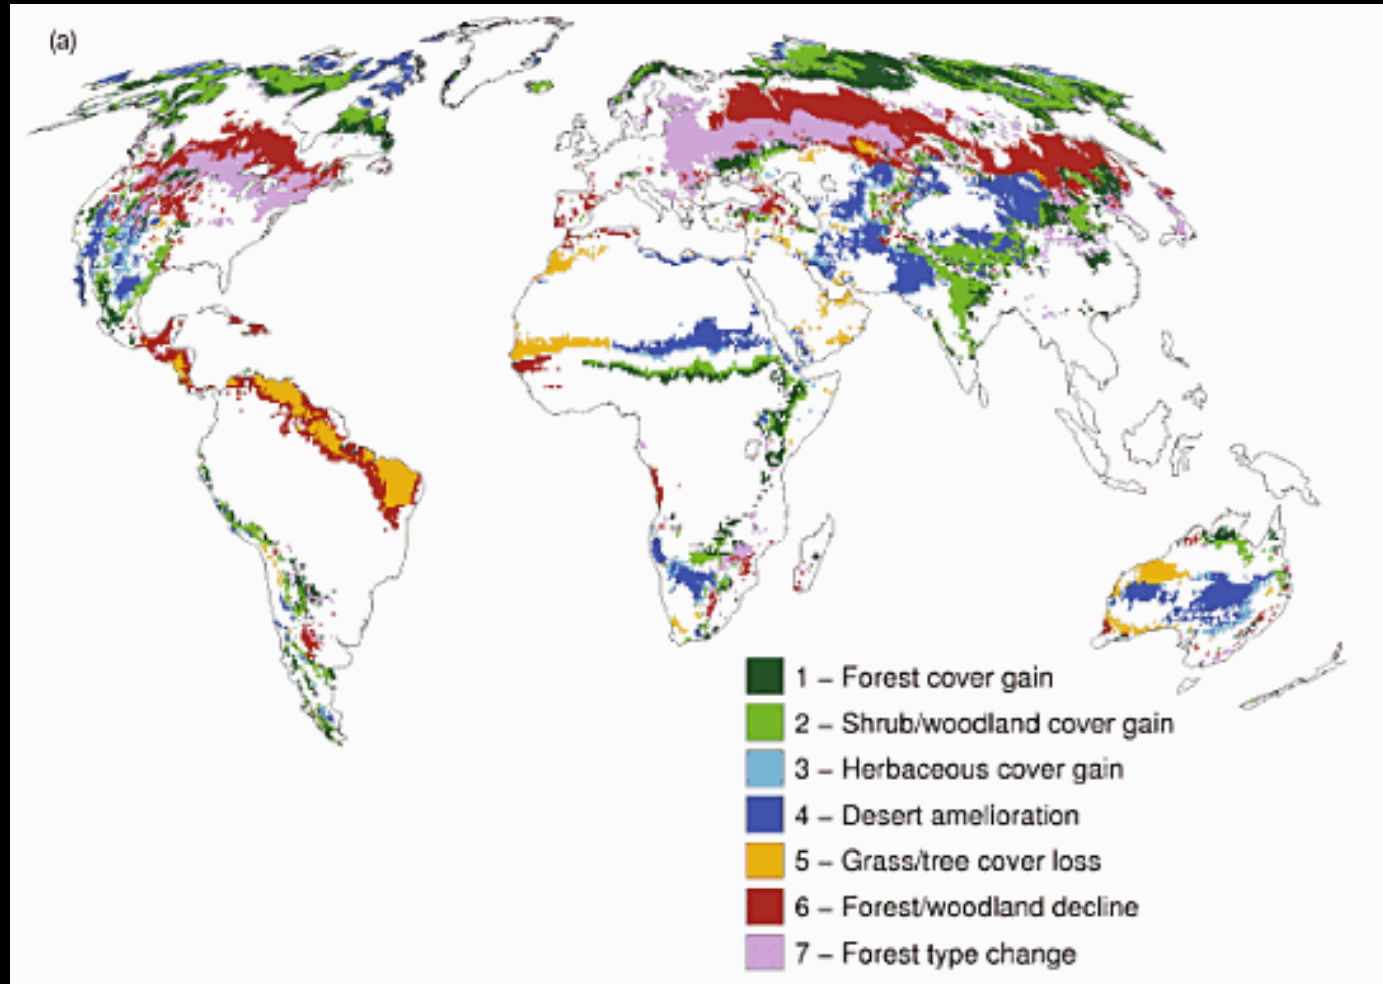 (a)
1 – Forest cover gain
2 – Shrub/woodland cover gain
3 – Herbaceous cover gain
4 – Desert amelioration
5 – Grass/tree cover loss
6 – Forest/woodland decline
7 – Forest type change